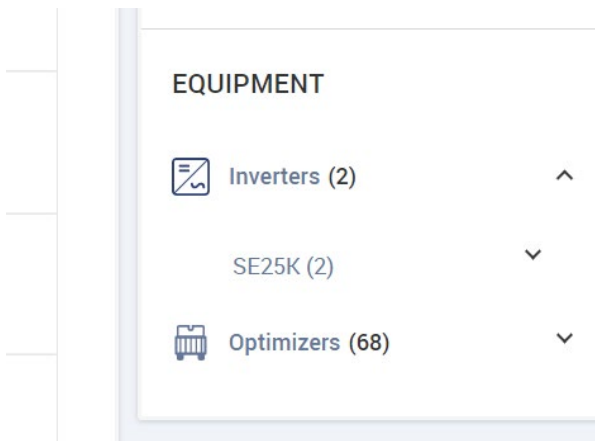 EQUIPMENT
Inverters (2)
SE25K (2)
Optimizers (68)